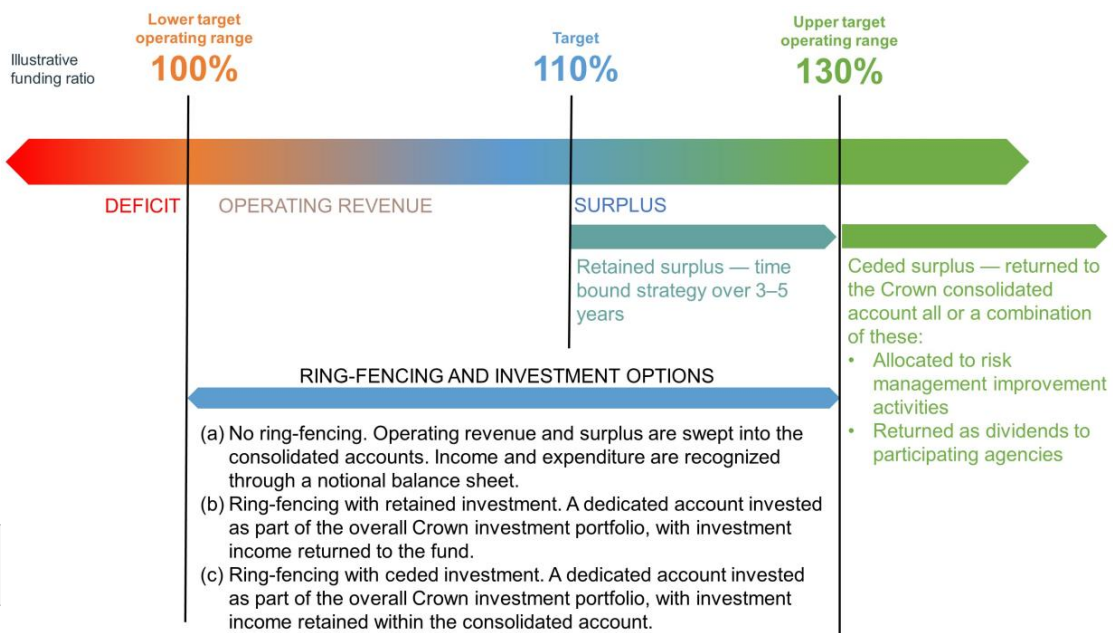 Illustrative
funding ratio
Lower target
operating range
100%
Target
110%
Upper target
operating range
130%
DEFICIT
OPERATING REVENUE
SURPLUS
Retained surplus — time
bound strategy over 3–5
years
Ceded surplus — returned to
the Crown consolidated
account all or a combination
of these:
• Allocated to risk
management improvement
activities
• Returned as dividends to
participating agencies
RING-FENCING AND INVESTMENT OPTIONS
(a) No ring-fencing. Operating revenue and surplus are swept into the
consolidated accounts. Income and expenditure are recognized
through a notional balance sheet.
(b) Ring-fencing with retained investment. A dedicated account invested
as part of the overall Crown investment portfolio, with investment
income returned to the fund.
(c) Ring-fencing with ceded investment. A dedicated account invested
as part of the overall Crown investment portfolio, with investment
income retained within the consolidated account.